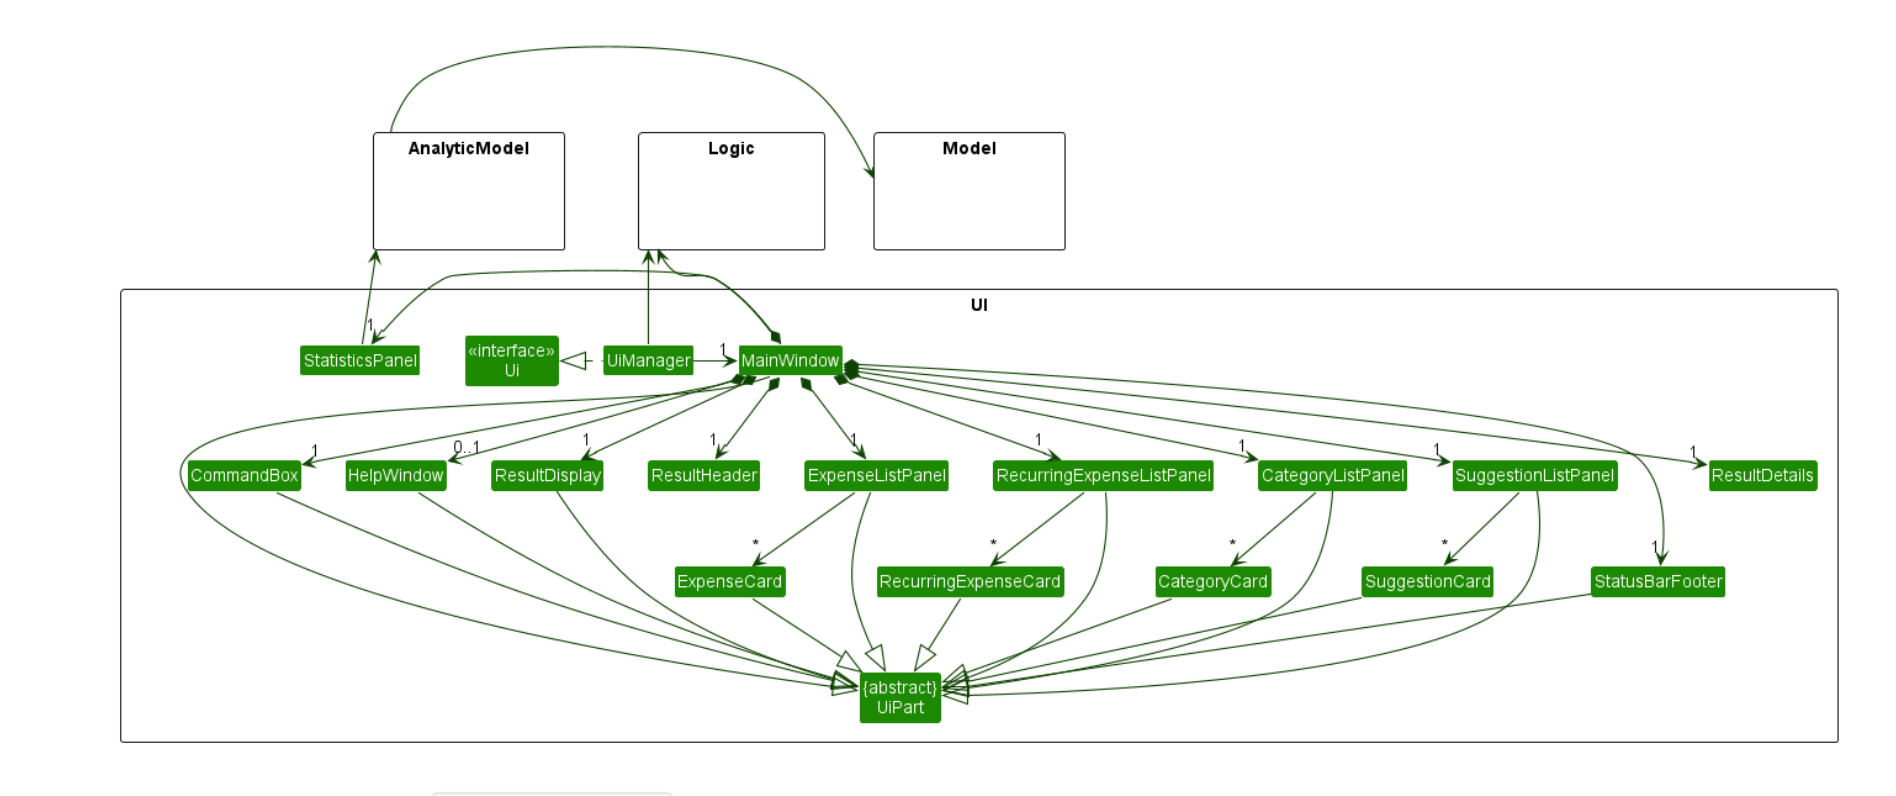 AnalyticModel
Logic
Model
UI
1
1
StatisticsPanel
«interface»
Ui
UiManager
MainWindow
1
0..1
1
1
1
1
1
1
1
CommandBox
HelpWindow
ResultDisplay
ResultHeader
ExpenseListPanel
RecurringExpenseListPanel
CategoryListPanel
SuggestionListPanel
ResultDetails
*
*
*
*
1
ExpenseCard
RecurringExpenseCard
CategoryCard
SuggestionCard
StatusBarFooter
{abstract}
UiPart